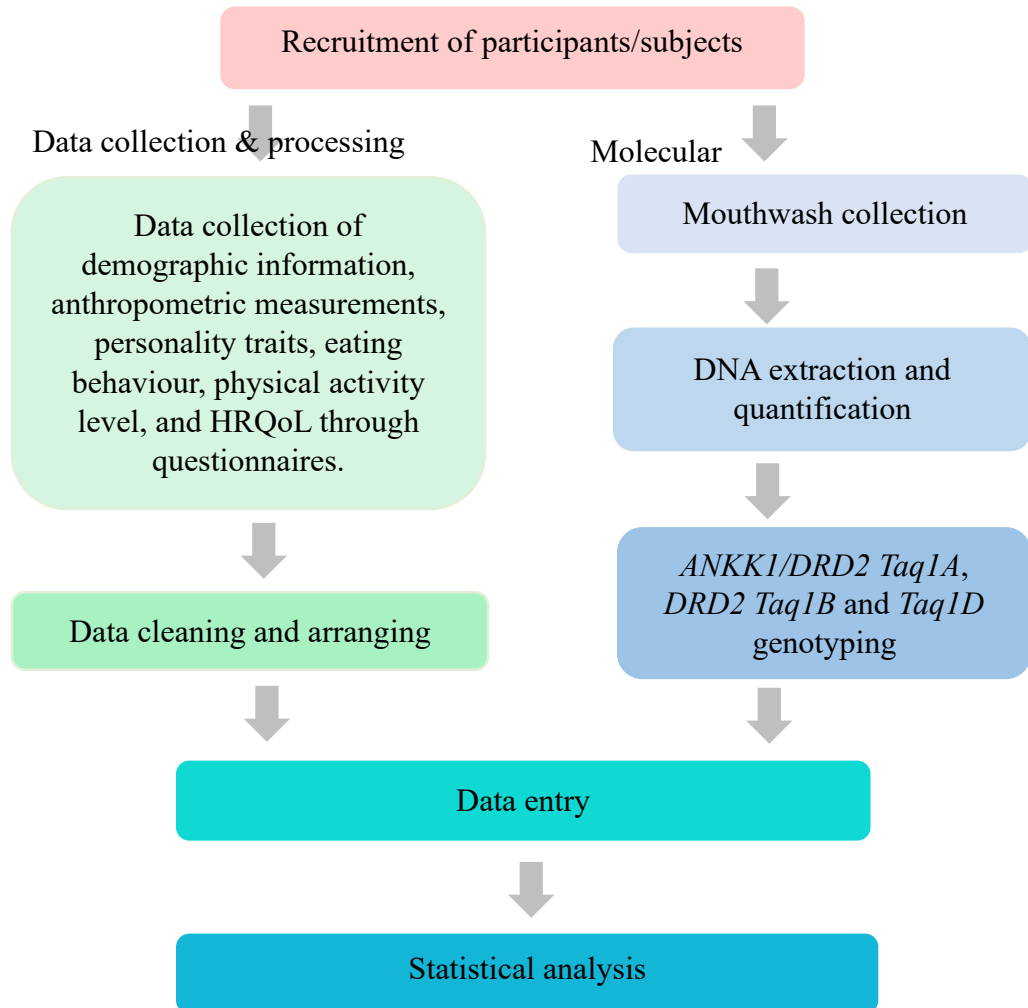 Recruitment of participants/subjects
Data collection & processing
Data collection of
demographic information,
anthropometric measurements,
personality traits, eating
behaviour, physical activity
level, and HRQoL through
questionnaires.
Data cleaning and arranging
Molecular
Mouthwash collection
DNA extraction and
quantification
ANKK1/DRD2 Taq1A,
DRD2 Taq1B and Taq1D
genotyping
Data entry
Statistical analysis